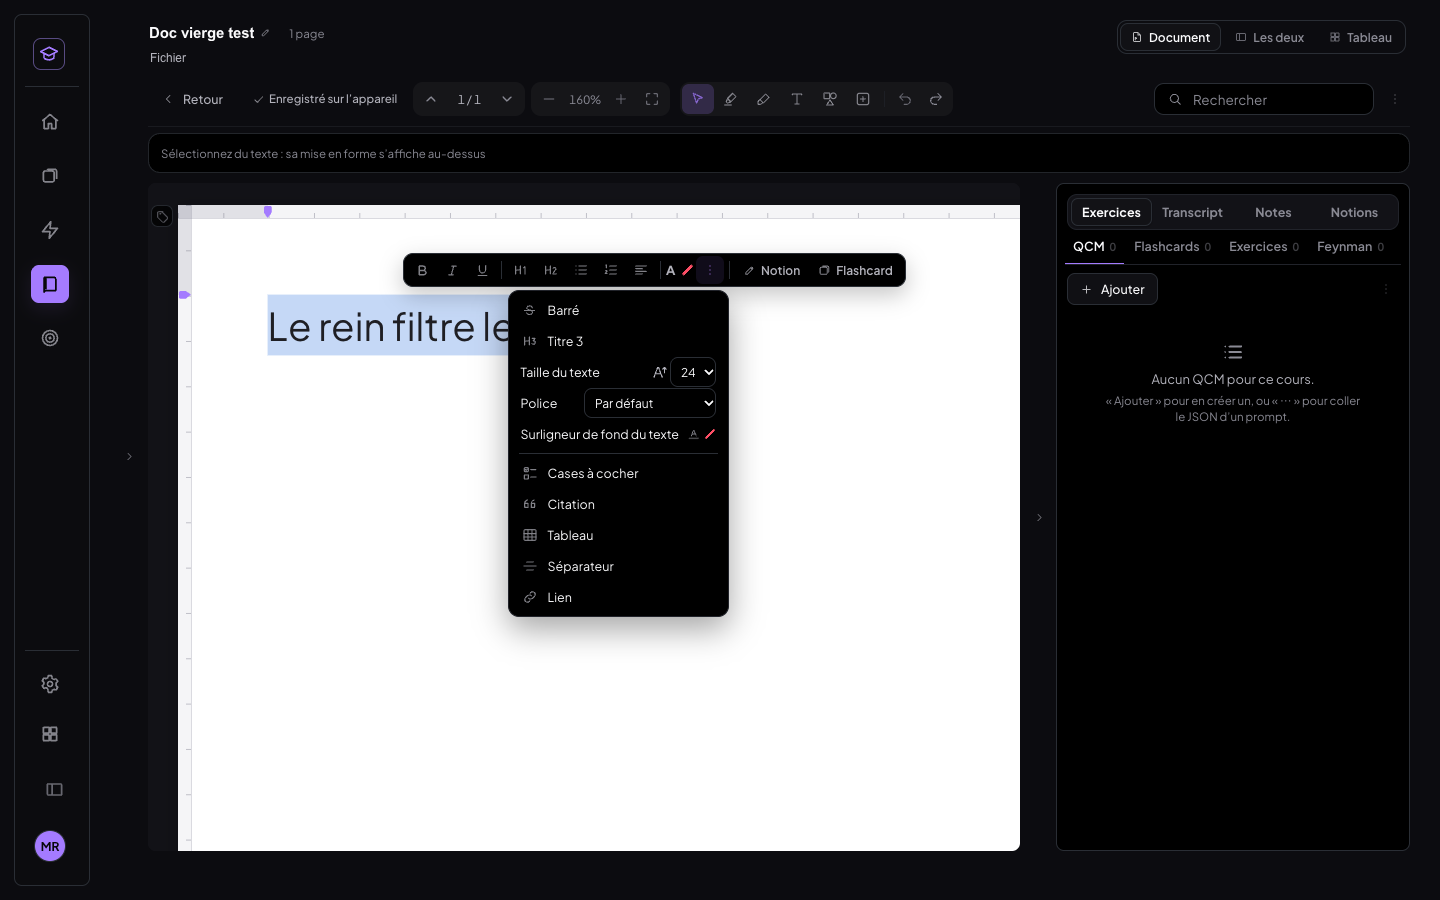 Doc vierge test
1 page
Fichier
Document
Les deux
Tableau
Retour
Enregistré sur l'appareil
1/1
160%
T
Rechercher
Sélectionnez du texte : sa mise en forme s'affiche au-dessus
B I U H1 H2 A
Notion
Flashcard
Le rein filtre le
Barré
H3 Titre 3
Taille du texte A 24
Police Par défaut
Surligneur de fond du texte A
Cases à cocher
Citation
Tableau
Séparateur
Lien
Exercices Transcript Notes Notions
QCM 0 Flashcards 0 Exercices 0 Feynman 0
+ Ajouter
Aucun QCM pour ce cours.
« Ajouter » pour en créer un, ou « ··· » pour coller
le JSON d'un prompt.
MR